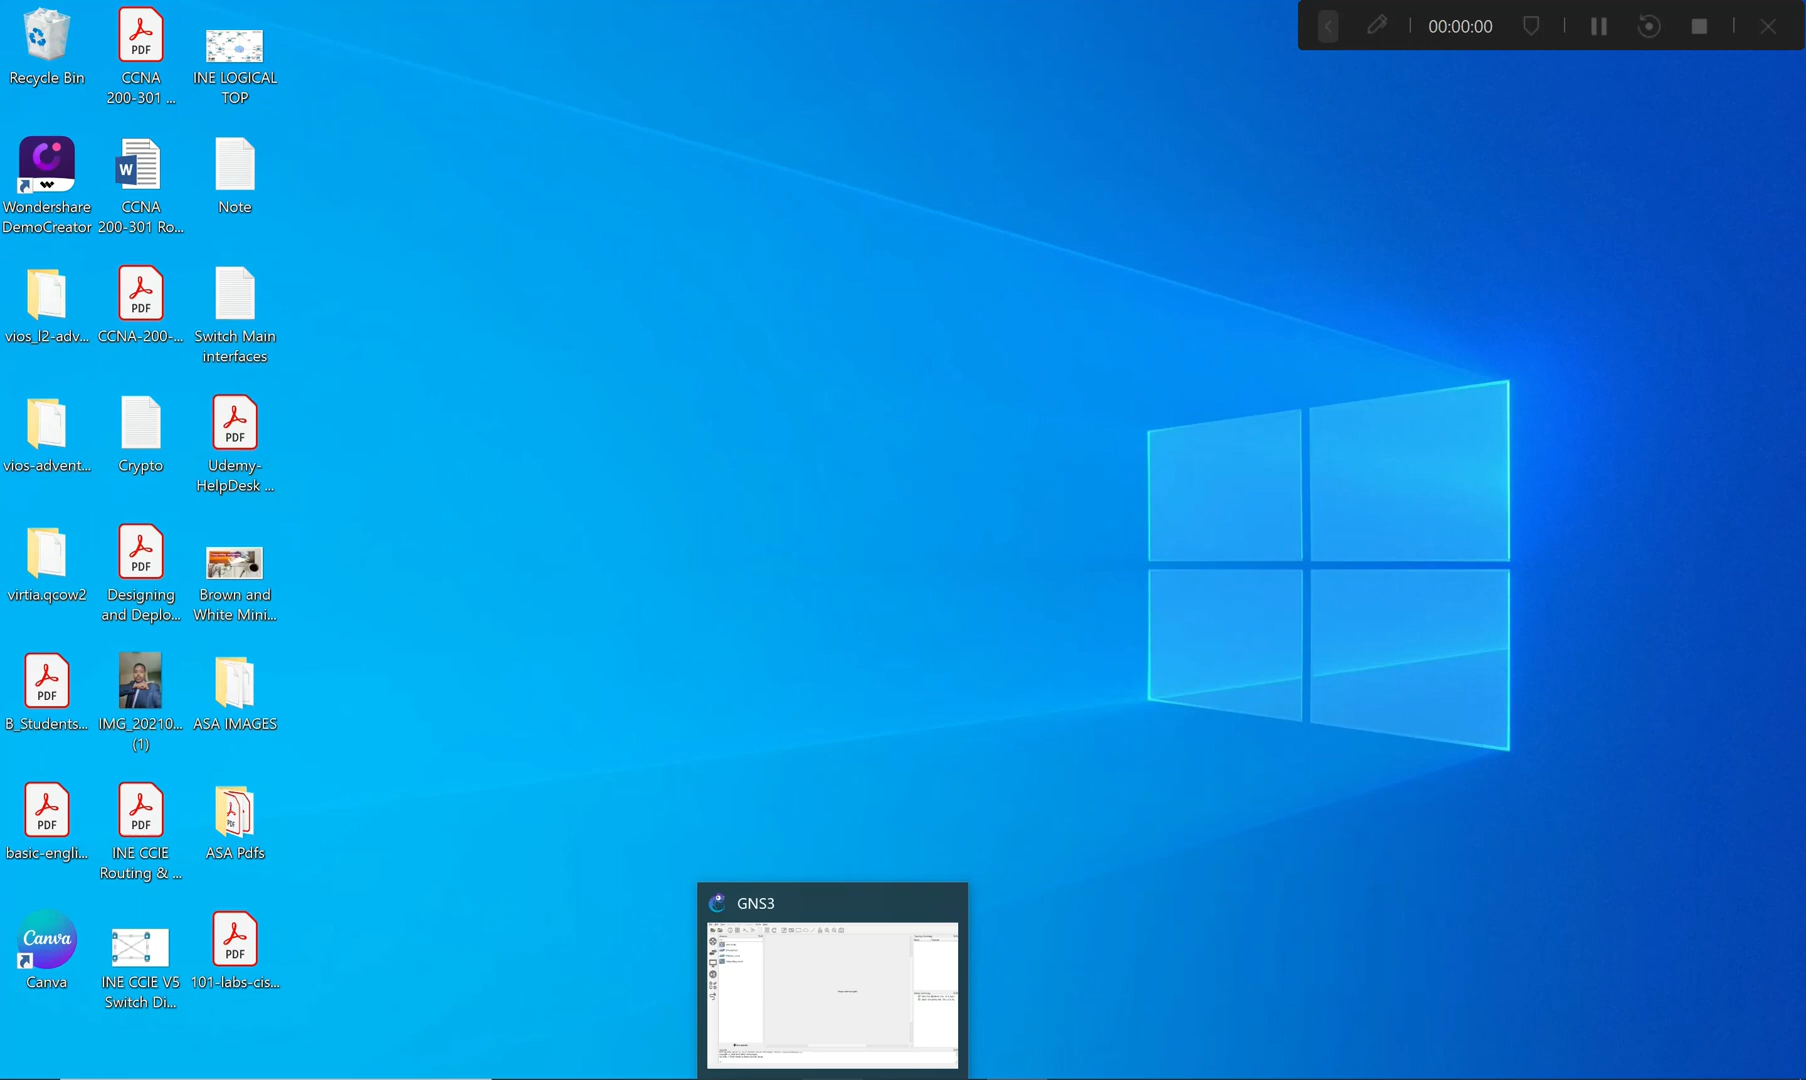 00:00:00
Recycle Bin
CCNA
200-301 ...
INE LOGICAL
TOP
Wondershare
DemoCreator
CCNA
200-301 Ro...
Note
vios_l2-adv...
CCNA-200-...
Switch Main
interfaces
vios-advent...
Crypto
Udemy-
HelpDesk ...
virtia.qcow2
Designing
and Deplo...
Brown and
White Mini...
B_Students...
IMG_20210...
(1)
ASA IMAGES
basic-engli...
INE CCIE
Routing & ...
ASA Pdfs
Canva
INE CCIE V5
Switch Di...
101-labs-cis...
PDF
PDF
PDF
PDF
PDF
PDF
PDF
PDF
PDF
W
Canva
GNS3